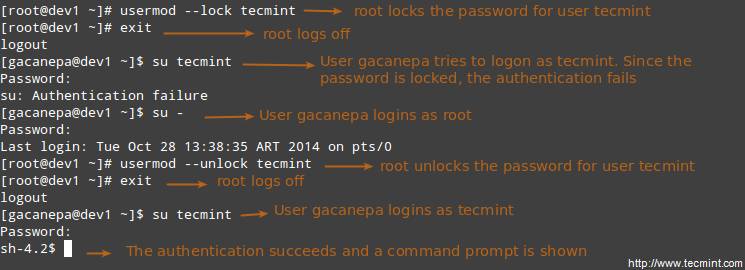 [root@dev1 ~]# usermod --lock tecmint root locks the password for user tecmint
[root@dev1 ~]# exit root logs off
logout
[gacanepa@dev1 ~]$ su tecmint User gacanepa tries to logon as tecmint. Since the
Password: password is locked, the authentication fails
su: Authentication failure
[gacanepa@dev1 ~]$ su - User gacanepa logins as root
Password:
Last login: Tue Oct 28 13:38:35 ART 2014 on pts/0
[root@dev1 ~]# usermod --unlock tecmint root unlocks the password for user tecmint
[root@dev1 ~]# exit root logs off
logout
[gacanepa@dev1 ~]$ su tecmint User gacanepa logins as tecmint
Password:
sh-4.2$ The authentication succeeds and a command prompt is shown
http://www.tecmint.com